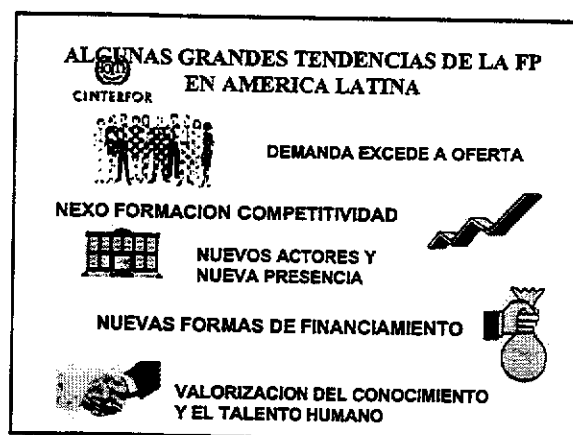 ALGUNAS GRANDES TENDENCIAS DE LA FP
EN AMERICA LATINA
CINTERFOR
DEMANDA EXCEDE A OFERTA
NEXO FORMACION COMPETITIVIDAD
NUEVOS ACTORES Y
NUEVA PRESENCIA
NUEVAS FORMAS DE FINANCIAMIENTO
VALORIZACION DEL CONOCIMIENTO
Y EL TALENTO HUMANO